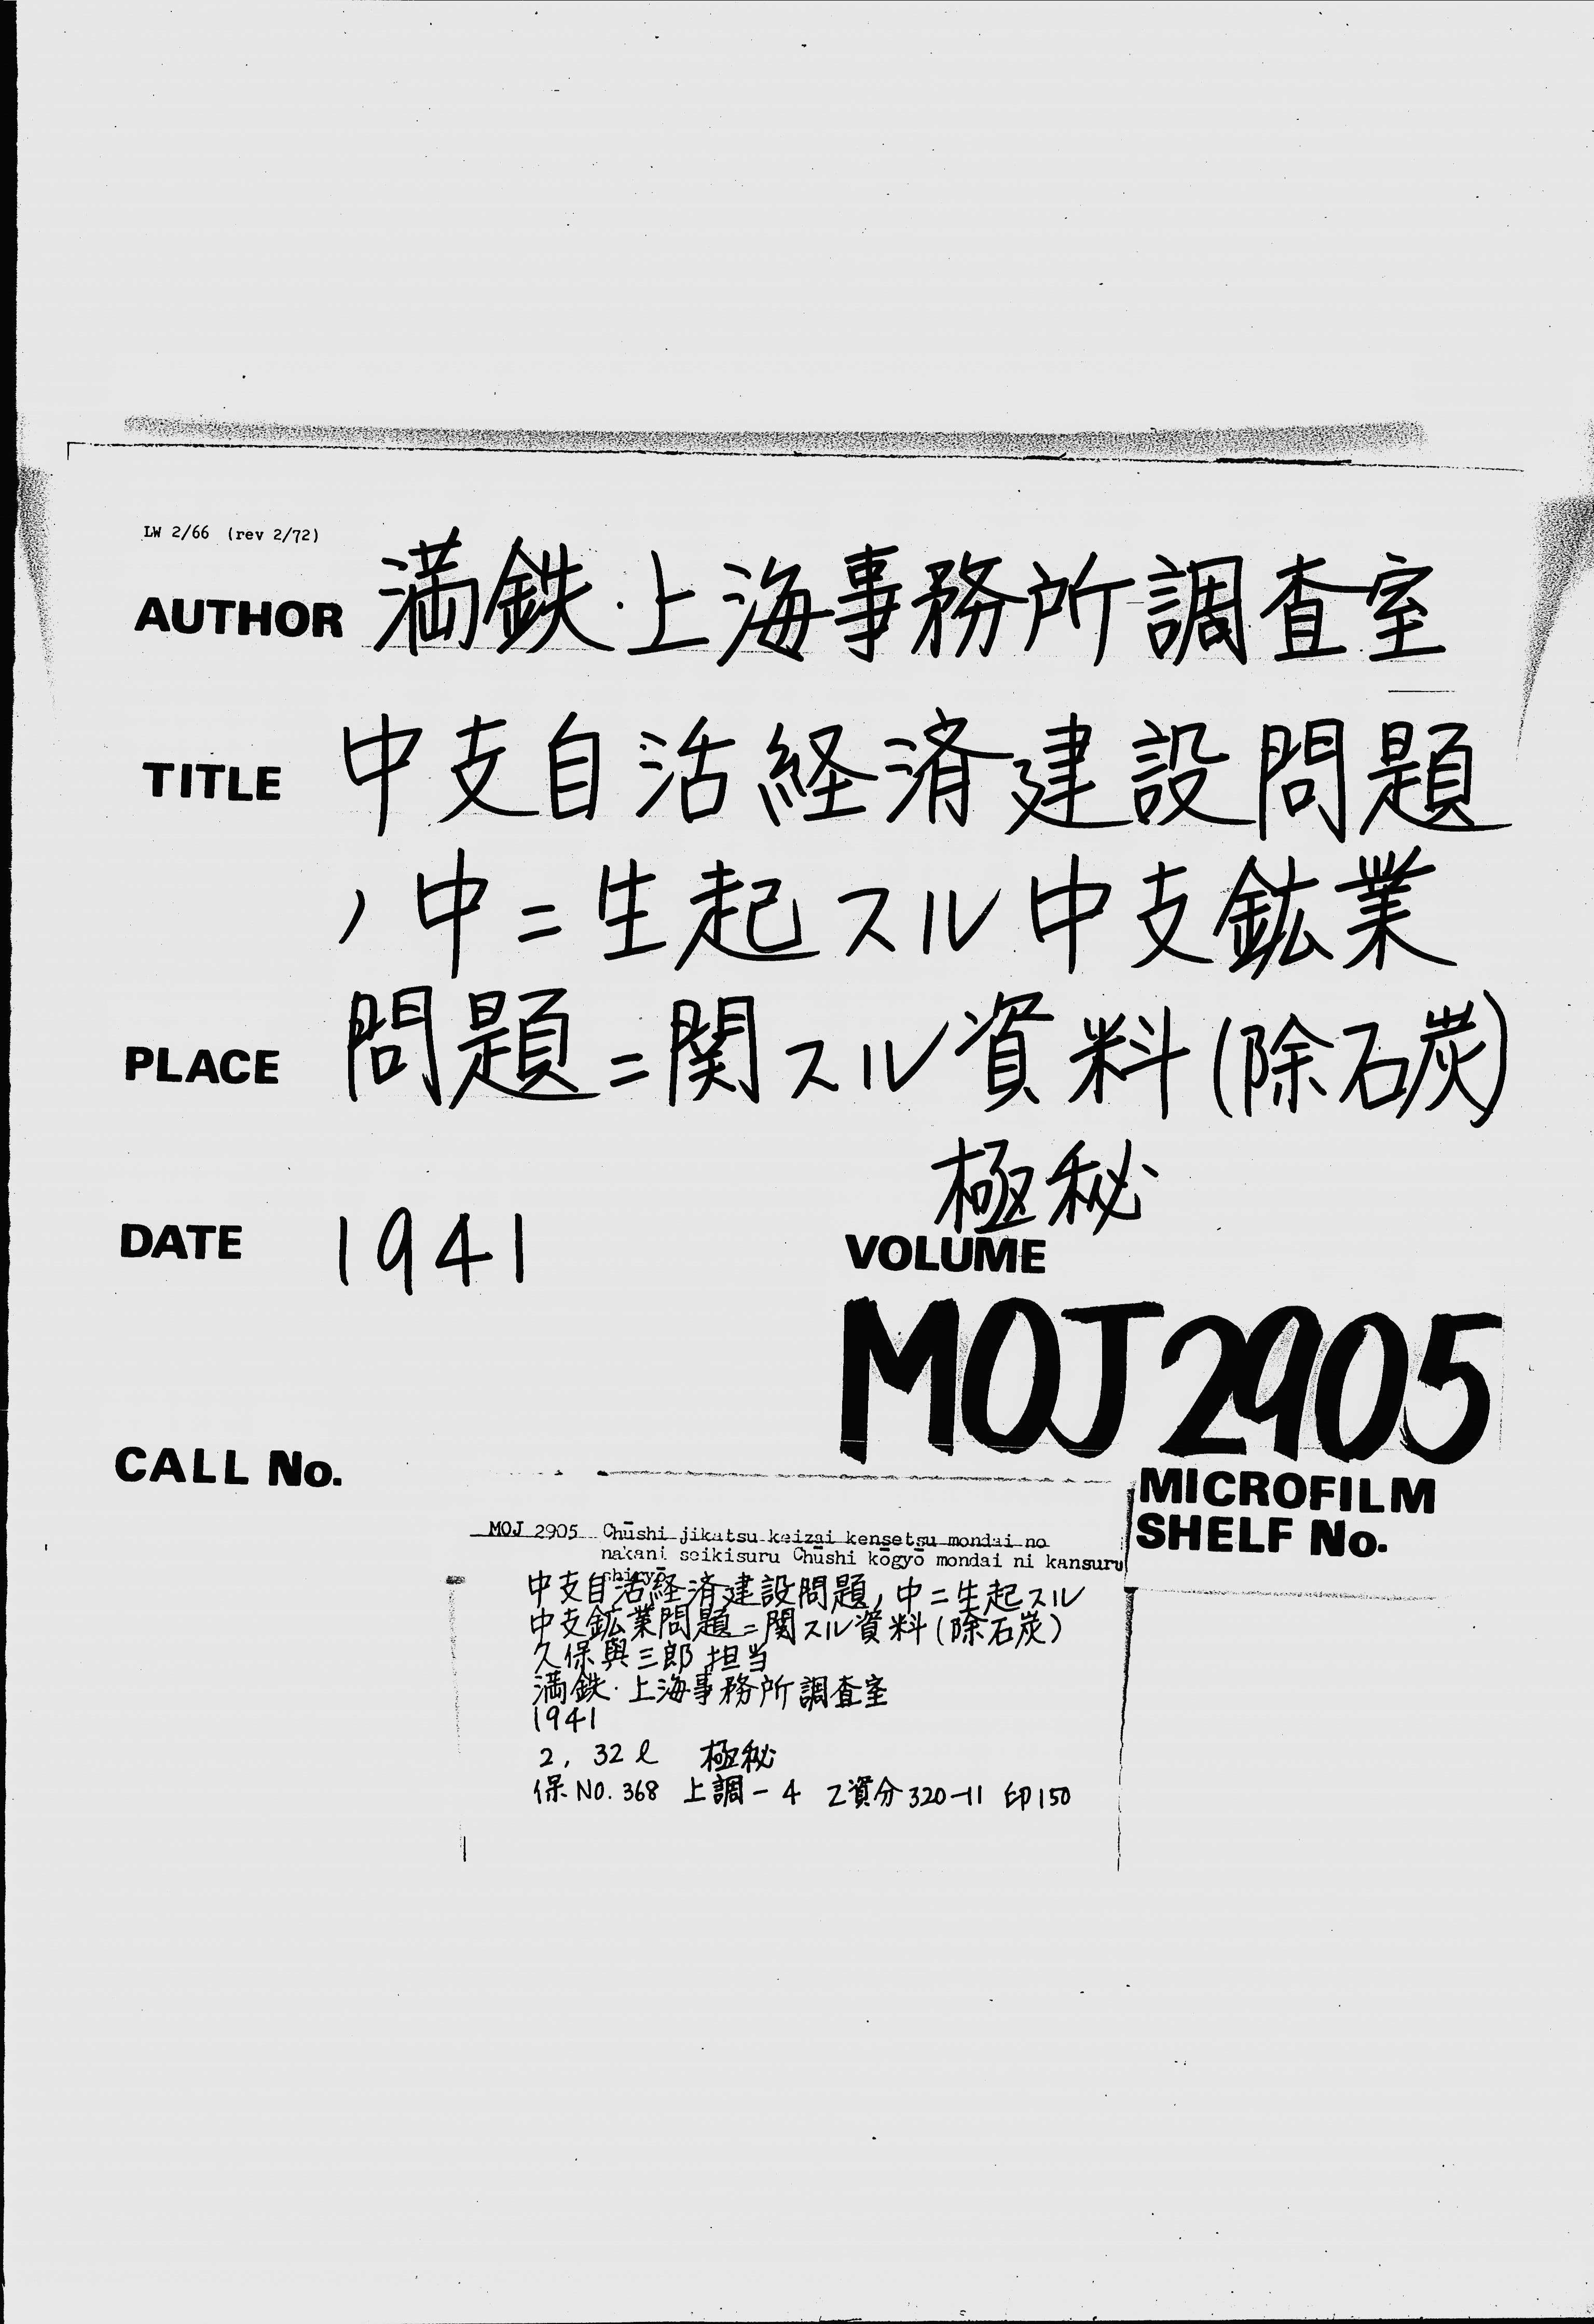 LW 2/66 (rev 2/72)
AUTHOR 満鉄・上海事務所調査室
TITLE 中支自活経済建設問題
ノ中ニ生起スル中支鉱業
PLACE 問題ニ関スル資料(除石炭)
極秘
DATE 1941
VOLUME
MOJ 2905
CALL No.
MICROFILM
SHELF No.
MOJ 2905 Chūshi jikatsu keizai kensetsu mondai no
nakani seikisuru Chūshi kōgyō mondai ni kansuru
shiryō
中支自活経済建設問題ノ中ニ生起スル
中支鉱業問題ニ関スル資料(除石炭)
久保與三郎 担当
満鉄・上海事務所調査室
1941
2, 32 l 極秘
保NO. 368 上調-4 乙資分320-11 印150